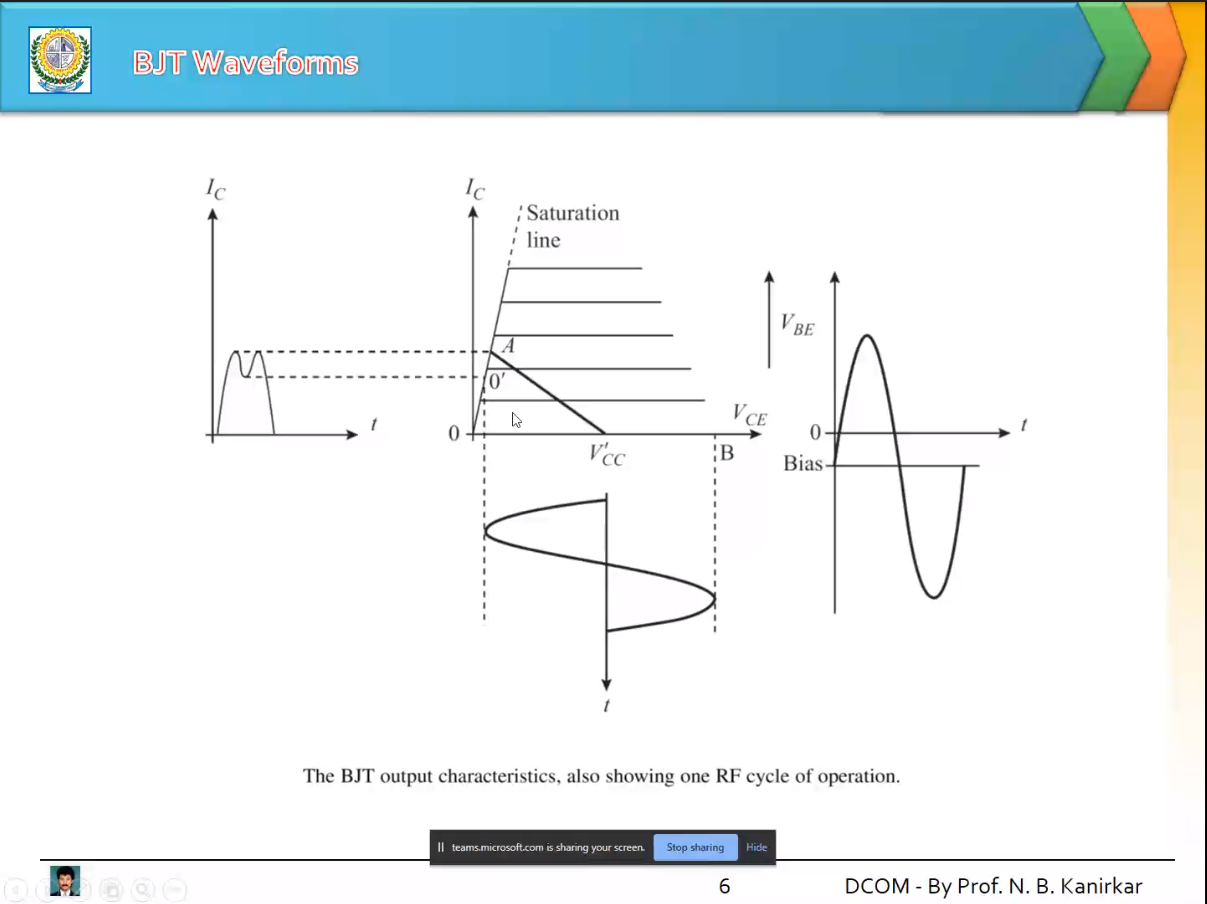 BJT Waveforms
I_C
t
I_C
Saturation
line
A
0′
0
V′_CC
V_CE
B
t
V_BE
0
Bias
t
The BJT output characteristics, also showing one RF cycle of operation.
teams.microsoft.com is sharing your screen.
Stop sharing
Hide
6
DCOM - By Prof. N. B. Kanirkar